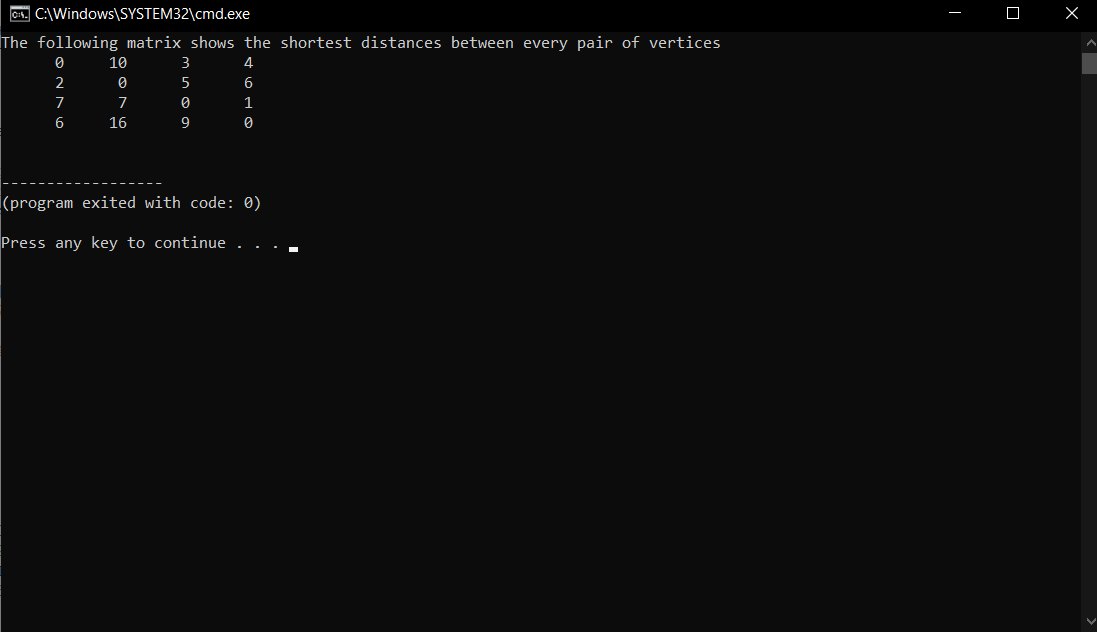 C:\Windows\SYSTEM32\cmd.exe
The following matrix shows the shortest distances between every pair of vertices
0 10 3 4
2 0 5 6
7 7 0 1
6 16 9 0
------------------
(program exited with code: 0)
Press any key to continue . . .